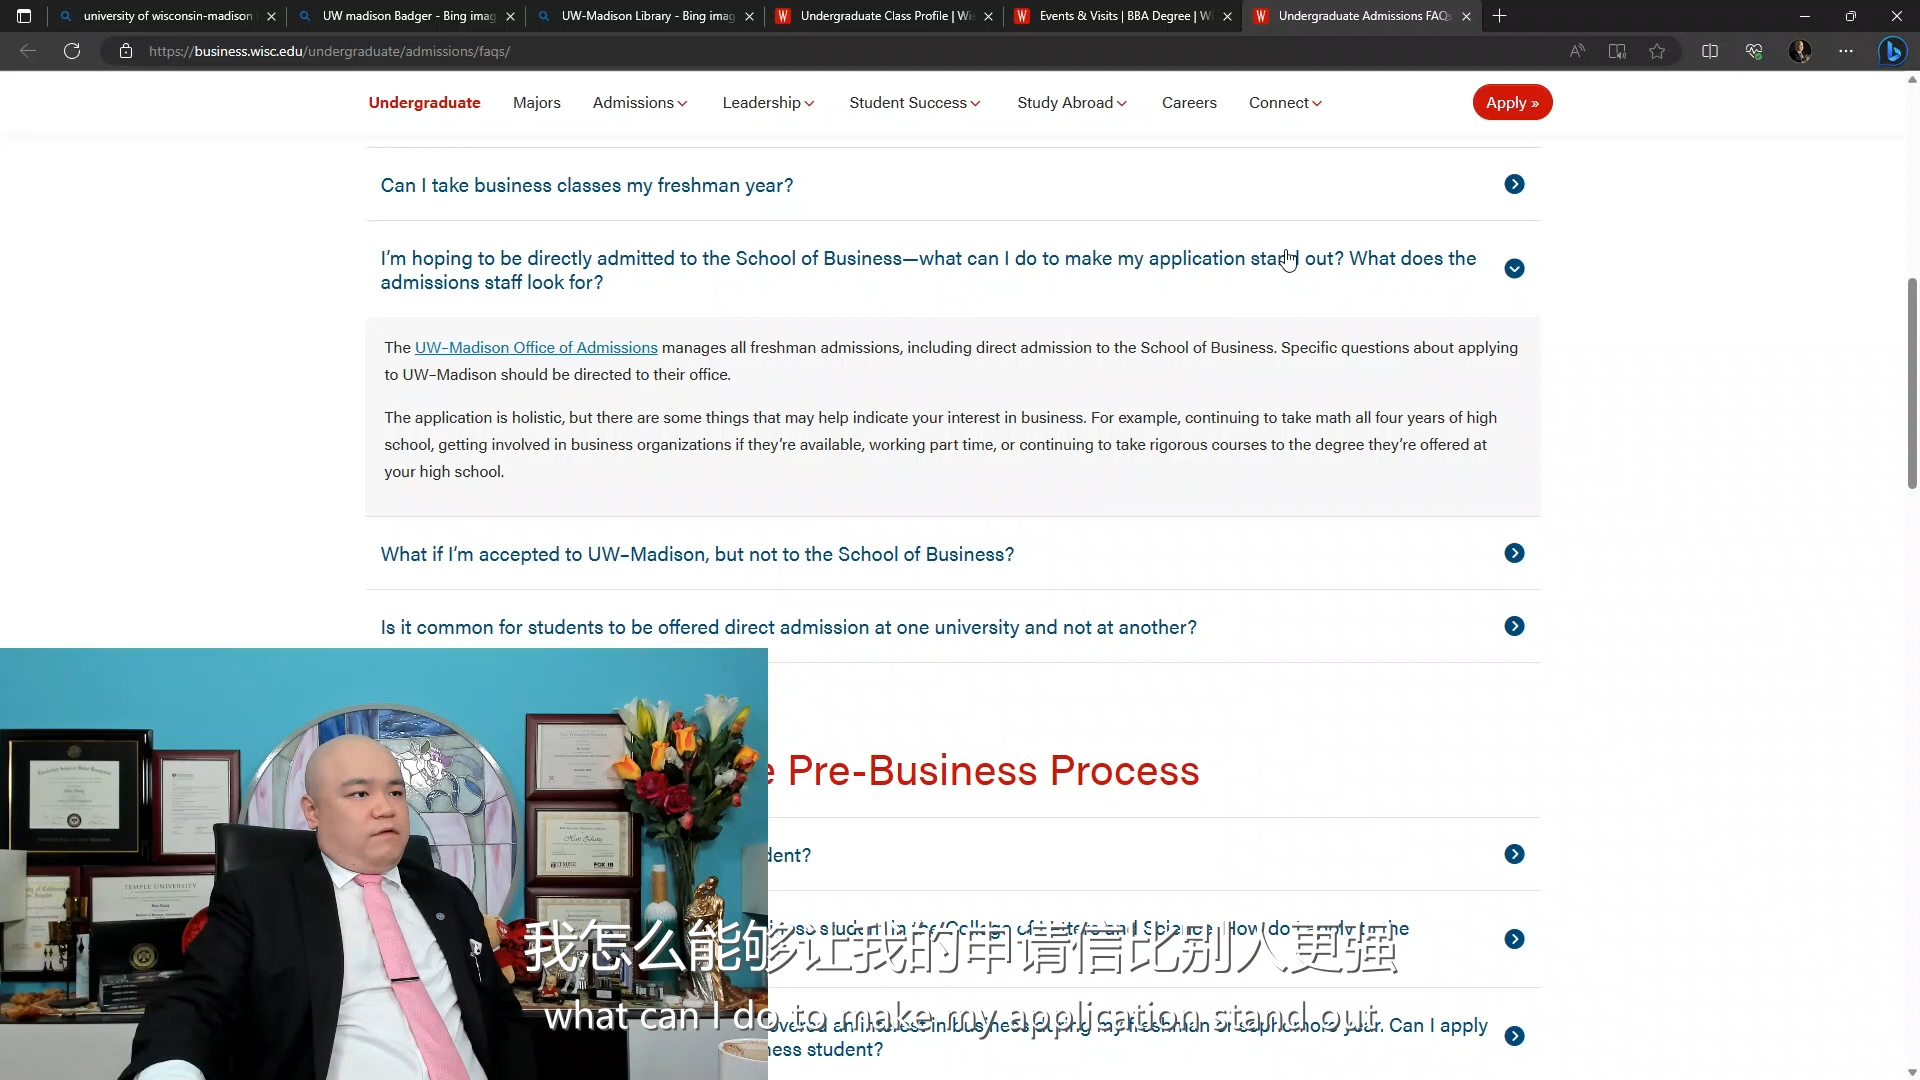 university of wisconsin-madison
UW madison Badger - Bing imag
UW-Madison Library - Bing imag
Undergraduate Class Profile | Wis
Events & Visits | BBA Degree | W
Undergraduate Admissions FAQs
https://business.wisc.edu/undergraduate/admissions/faqs/
Undergraduate Majors Admissions Leadership Student Success Study Abroad Careers Connect Apply »
Can I take business classes my freshman year?
I'm hoping to be directly admitted to the School of Business—what can I do to make my application stand out? What does the
admissions staff look for?
The UW–Madison Office of Admissions manages all freshman admissions, including direct admission to the School of Business. Specific questions about applying
to UW–Madison should be directed to their office.
The application is holistic, but there are some things that may help indicate your interest in business. For example, continuing to take math all four years of high
school, getting involved in business organizations if they're available, working part time, or continuing to take rigorous courses to the degree they're offered at
your high school.
What if I'm accepted to UW–Madison, but not to the School of Business?
Is it common for students to be offered direct admission at one university and not at another?
Pre-Business Process
dent?
TEMPLE UNIVERSITY
我怎么能够让我的申请信比别人更强
what can I do to make my application stand out
Can I apply
ness student?